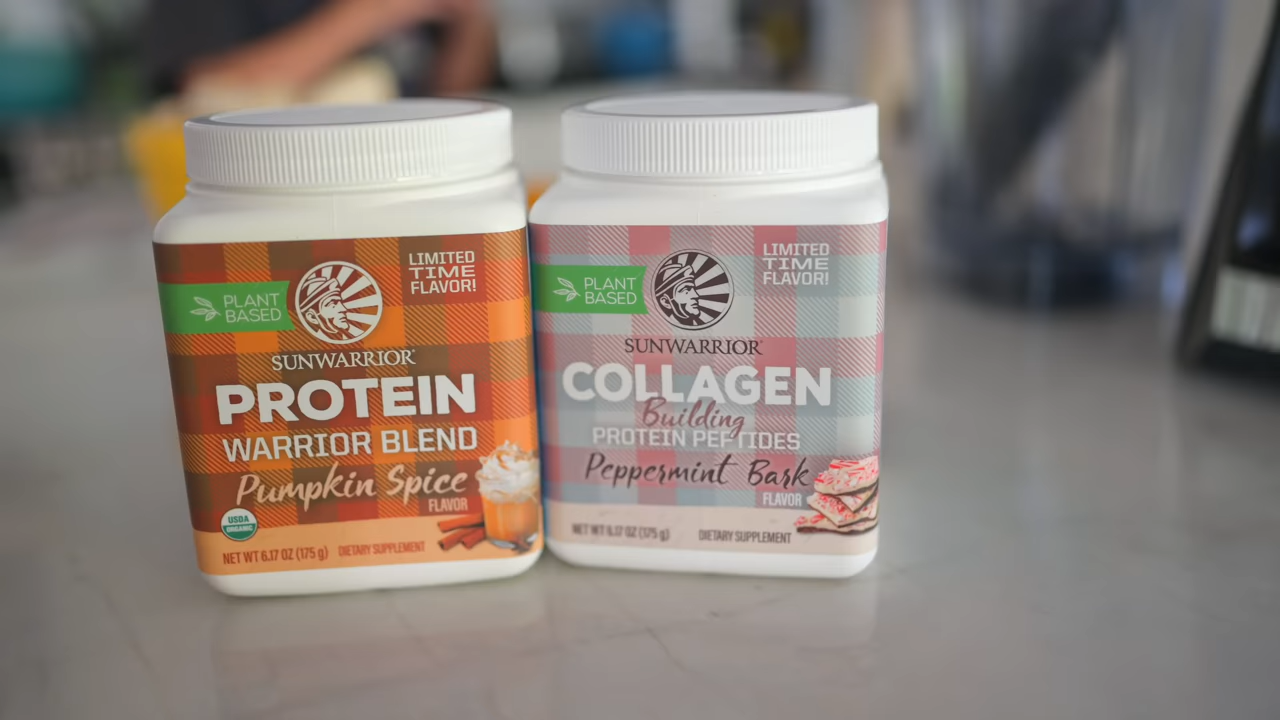 LIMITED
TIME
FLAVOR!
PLANT
BASED
SUNWARRIOR
PROTEIN
WARRIOR BLEND
Pumpkin Spice
FLAVOR
USDA
ORGANIC
NET WT 6.17 OZ (175 g) DIETARY SUPPLEMENT
LIMITED
TIME
FLAVOR!
PLANT
BASED
SUNWARRIOR
COLLAGEN
Building
PROTEIN PEPTIDES
Peppermint Bark
FLAVOR
NET WT 6.17 OZ (175 g) DIETARY SUPPLEMENT